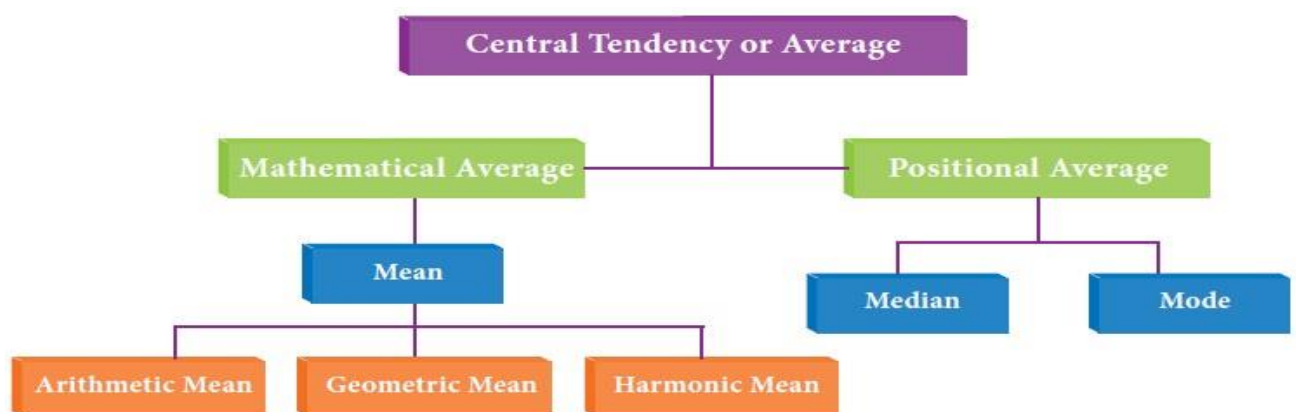 Central Tendency or Average
Mathematical Average
Positional Average
Mean
Median
Mode
Arithmetic Mean
Geometric Mean
Harmonic Mean